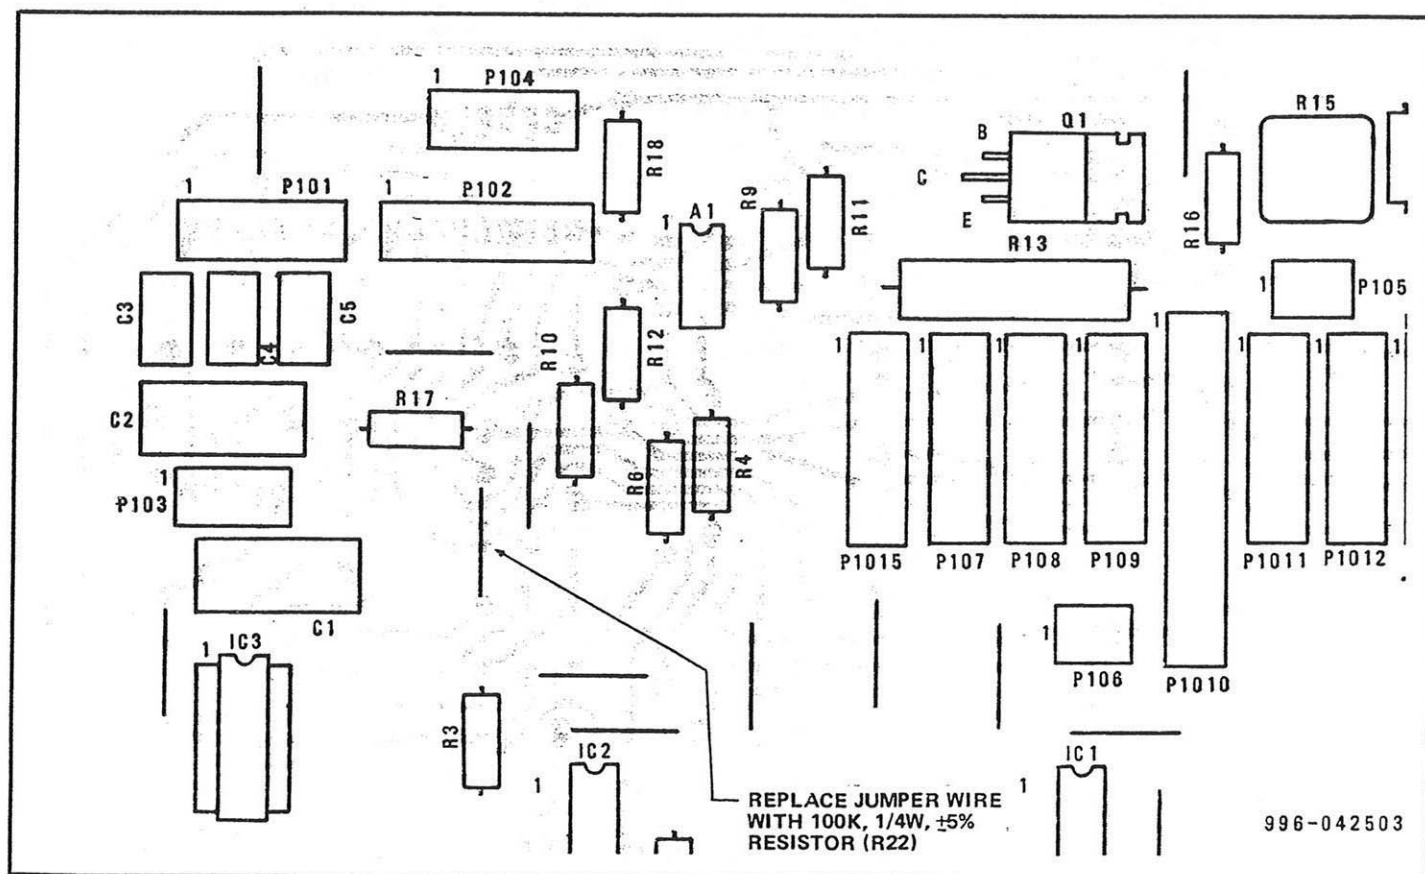 1 P104
R18
B
Q1
R15
C
E
R16
1 P101
1 P102
A1
1
R9
R11
R13
1
P105
C3
C4
C5
R10
R12
1
1
1
1
1
1
1
1
C2
R17
R6
R4
1
P103
P1015
P107
P108
P109
P1011
P1012
C1
1
P106
P1010
1
IC3
R3
IC2
1
IC1
1
REPLACE JUMPER WIRE
WITH 100K, 1/4W, ±5%
RESISTOR (R22)
996-042503